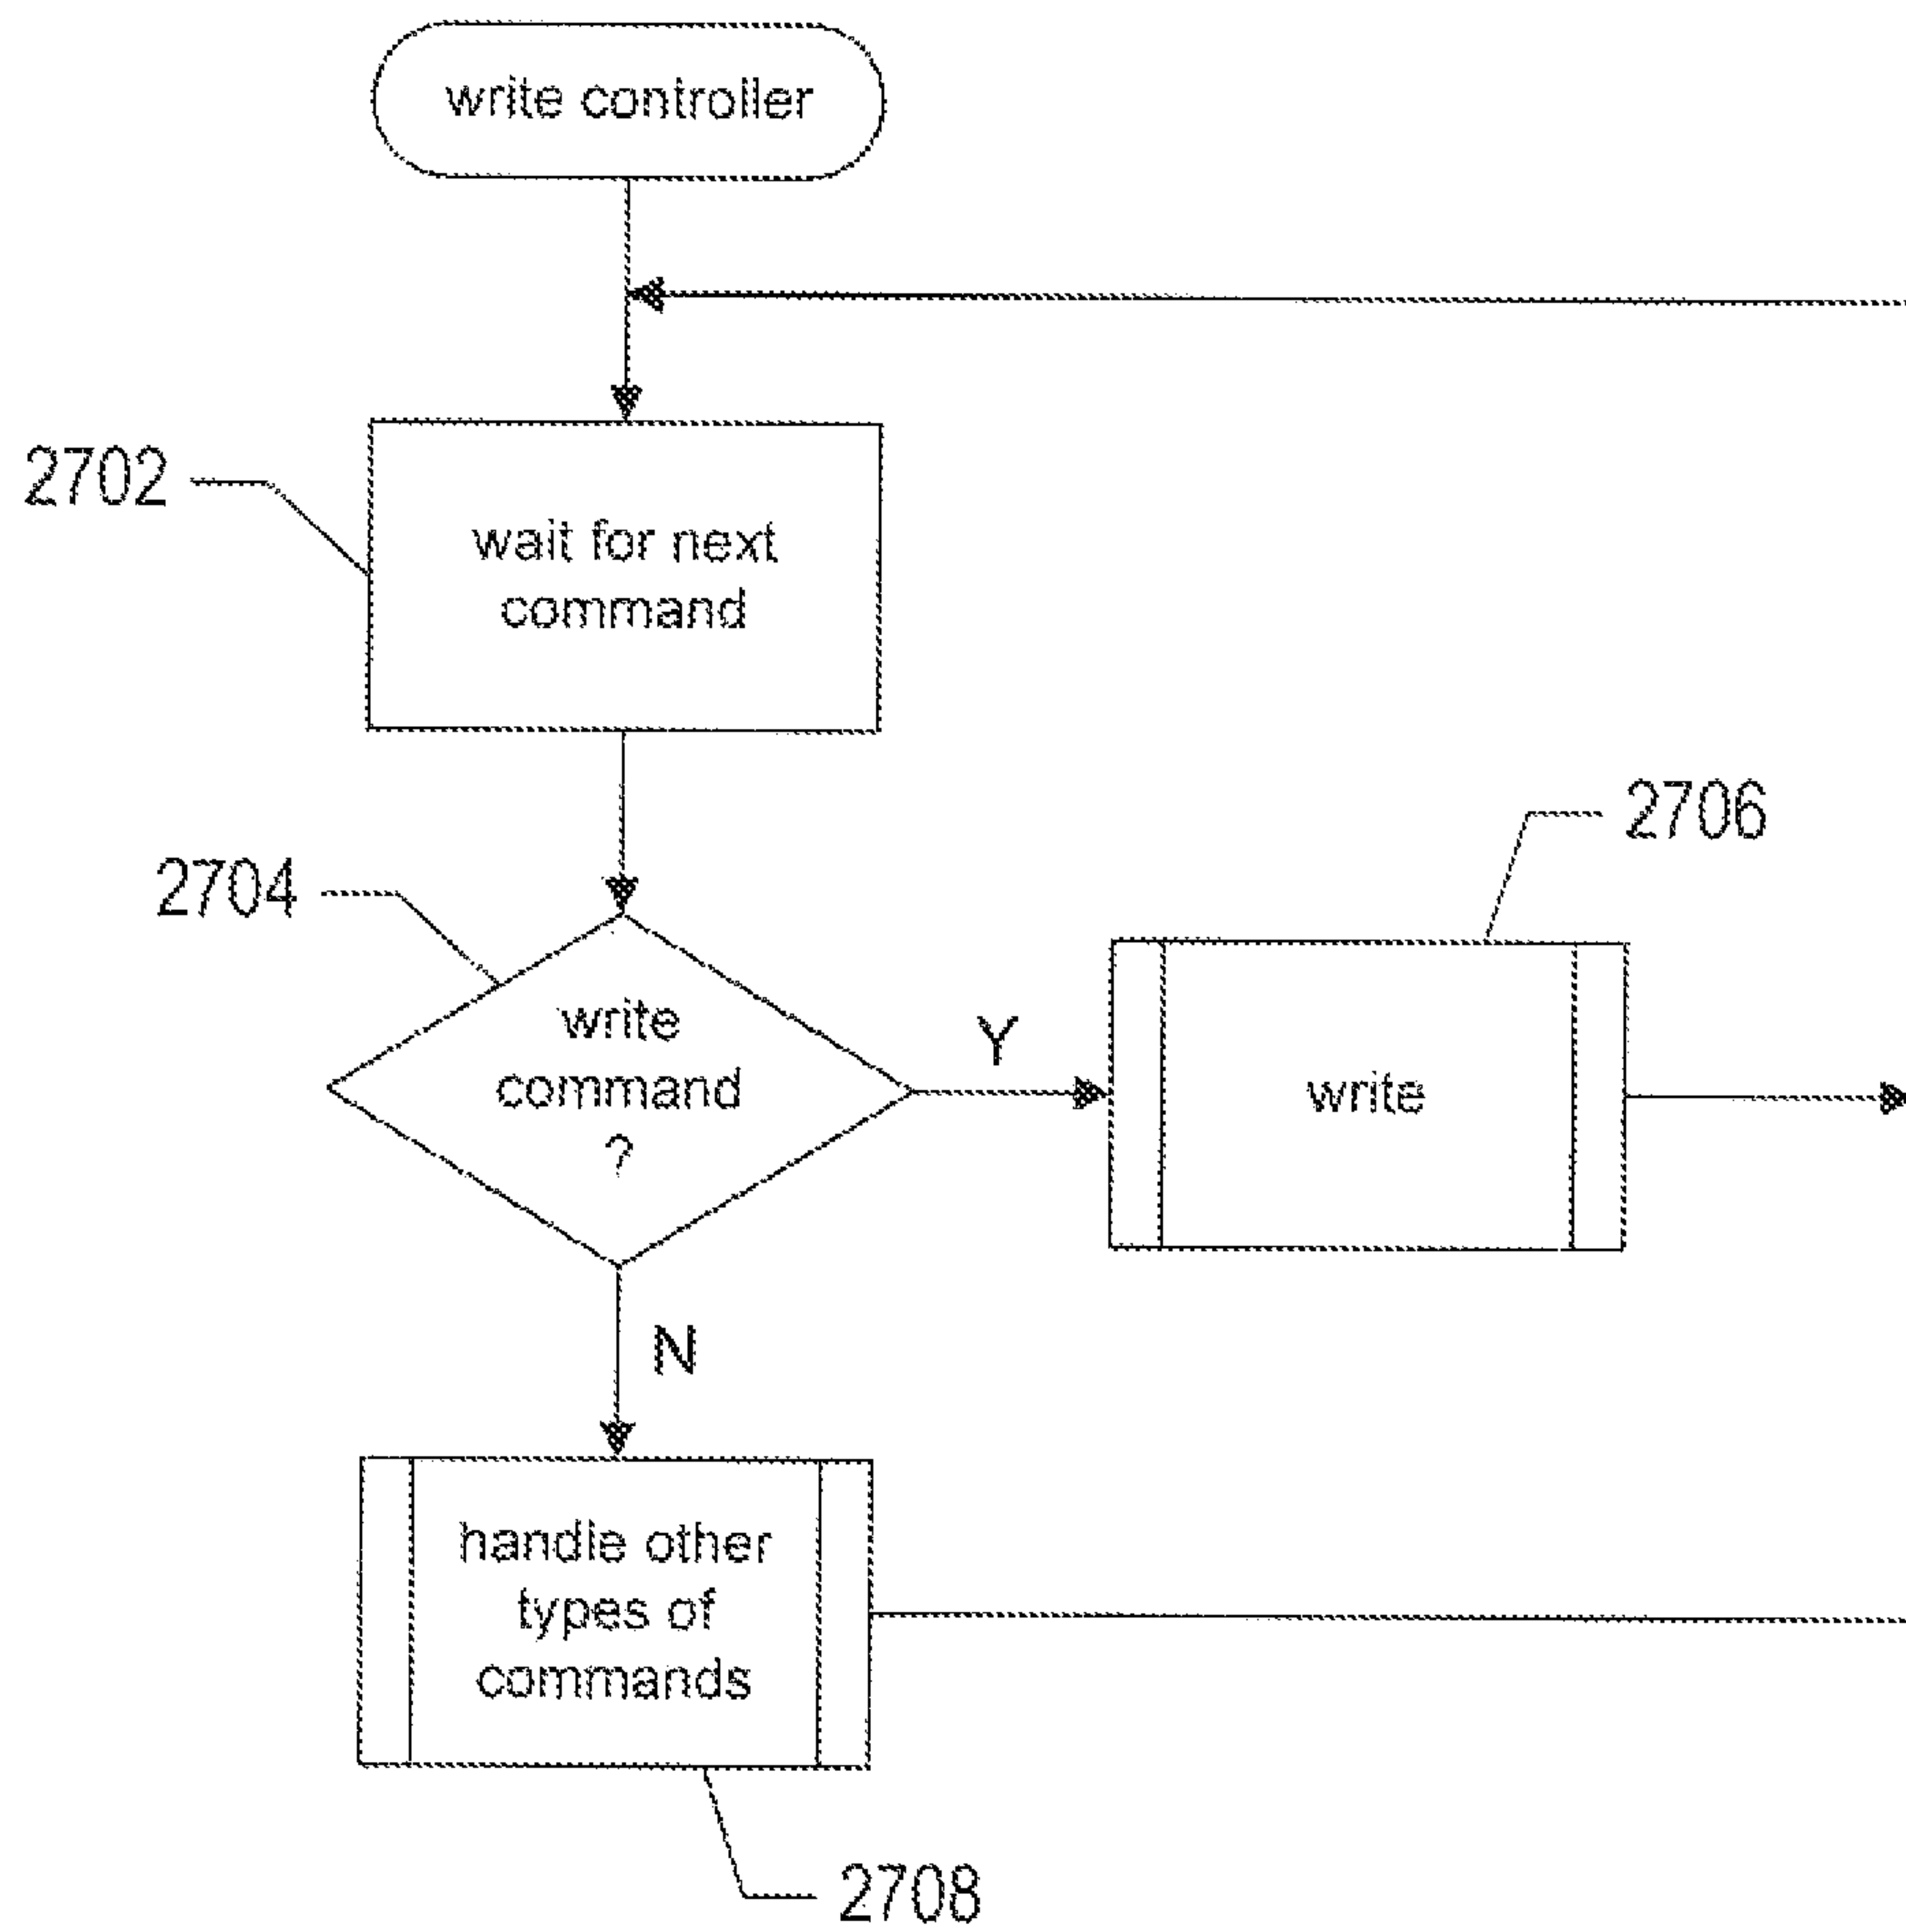 write controller
2702
wait for next
command
2706
2704
write
command
?
Y
write
N
handle other
types of
commands
2708